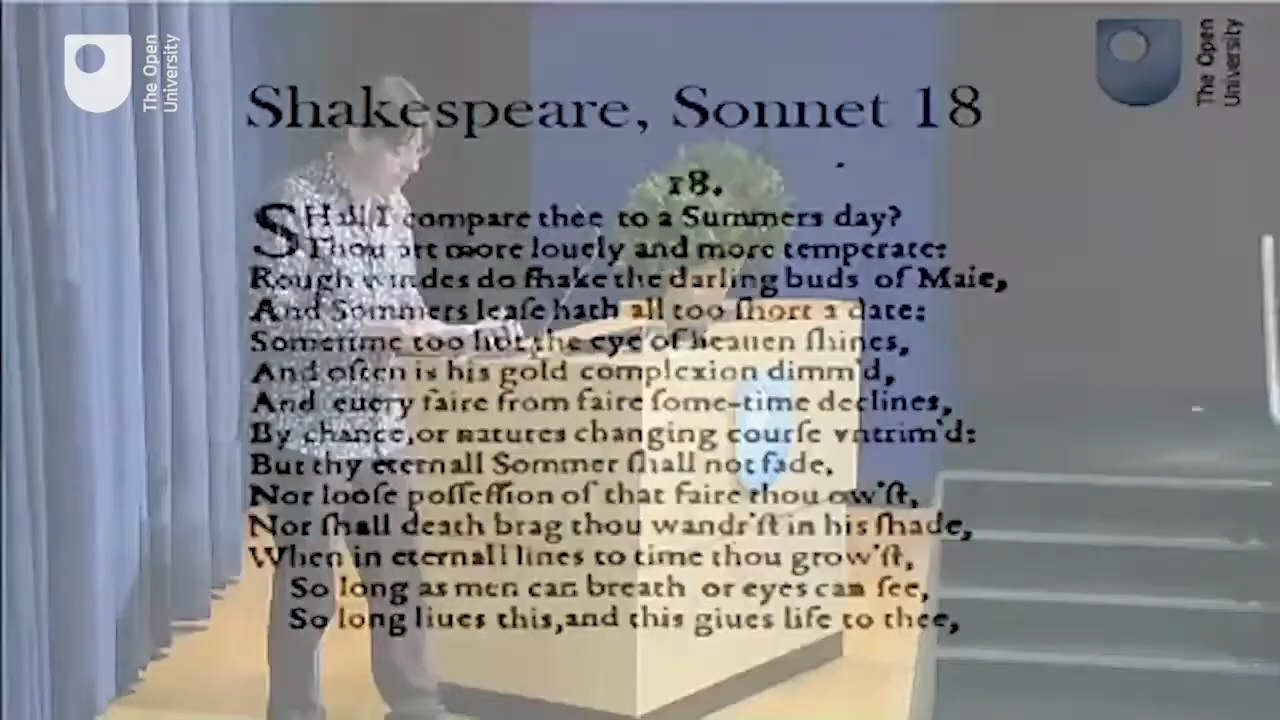 The Open
University
The Open
University
Shakespeare, Sonnet 18
18.
SHall I compare thee to a Summers day?
Thou art more louely and more temperate:
Rough windes do ſhake the darling buds of Maie,
And Sommers leaſe hath all too ſhort a date:
Sometime too hot the eye of heauen ſhines,
And often is his gold complexion dimm'd,
And euery faire from faire ſome-time declines,
By chance,or natures changing courſe vntrim'd:
But thy eternall Sommer ſhall not fade,
Nor looſe poſſeſſion of that faire thou ow'ſt,
Nor ſhall death brag thou wandr'ſt in his ſhade,
When in eternall lines to time thou grow'ſt,
So long as men can breath or eyes can ſee,
So long liues this,and this giues life to thee,